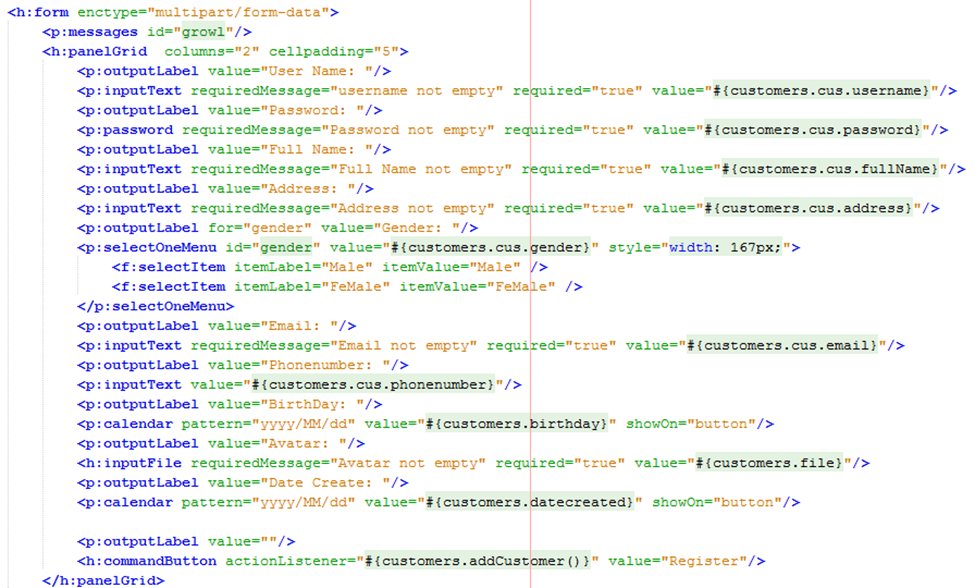 <h:form enctype="multipart/form-data">
<p:messages id="growl"/>
<h:panelGrid  columns="2" cellpadding="5">
<p:outputLabel value="User Name: "/>
<p:inputText requiredMessage="username not empty" required="true" value="#{customers.cus.username}"/>
<p:outputLabel value="Password: "/>
<p:password requiredMessage="Password not empty" required="true" value="#{customers.cus.password}"/>
<p:outputLabel value="Full Name: "/>
<p:inputText requiredMessage="Full Name not empty" required="true" value="#{customers.cus.fullName}"/>
<p:outputLabel value="Address: "/>
<p:inputText requiredMessage="Address not empty" required="true" value="#{customers.cus.address}"/>
<p:outputLabel for="gender" value="Gender: "/>
<p:selectOneMenu id="gender" value="#{customers.cus.gender}" style="width: 167px;">
<f:selectItem itemLabel="Male" itemValue="Male" />
<f:selectItem itemLabel="FeMale" itemValue="FeMale" />
</p:selectOneMenu>
<p:outputLabel value="Email: "/>
<p:inputText requiredMessage="Email not empty" required="true" value="#{customers.cus.email}"/>
<p:outputLabel value="Phonenumber: "/>
<p:inputText value="#{customers.cus.phonenumber}"/>
<p:outputLabel value="BirthDay: "/>
<p:calendar pattern="yyyy/MM/dd" value="#{customers.birthday}" showOn="button"/>
<p:outputLabel value="Avatar: "/>
<h:inputFile requiredMessage="Avatar not empty" required="true" value="#{customers.file}"/>
<p:outputLabel value="Date Create: "/>
<p:calendar pattern="yyyy/MM/dd" value="#{customers.datecreated}" showOn="button"/>
<p:outputLabel value=""/>
<h:commandButton actionListener="#{customers.addCustomer()}" value="Register"/>
</h:panelGrid>